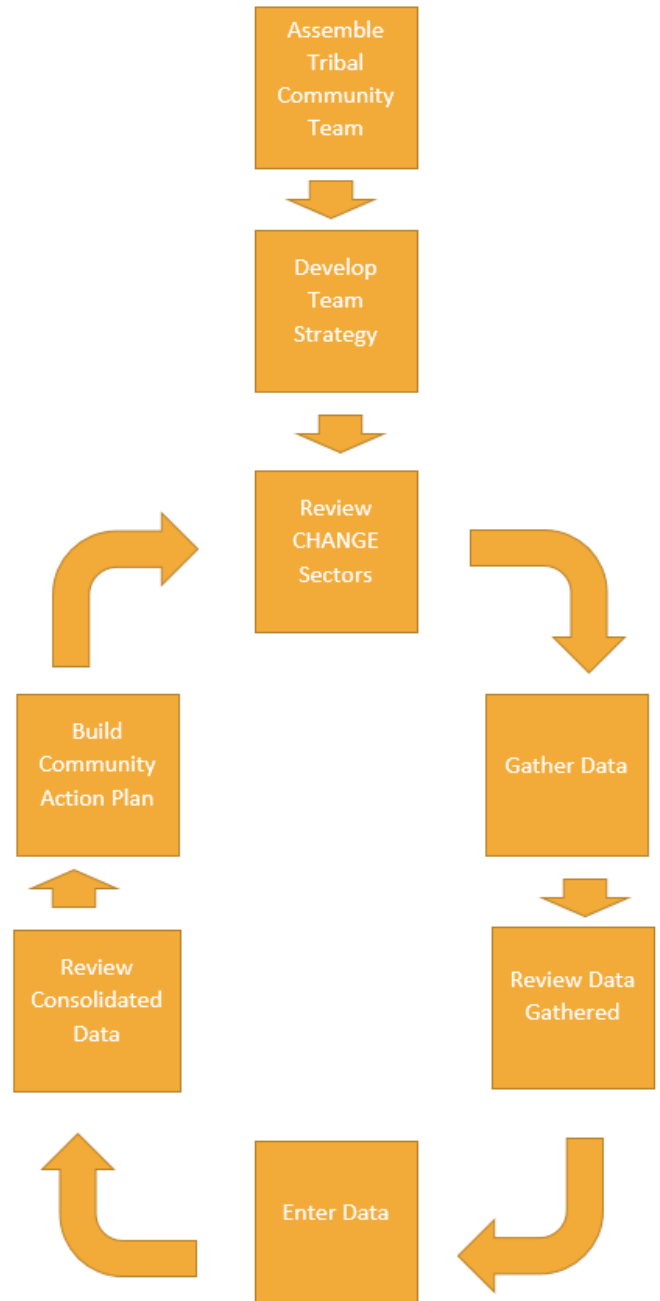 Assemble
Tribal
Community
Team
Develop
Team
Strategy
Review
CHANGE
Sectors
Gather Data
Review Data
Gathered
Enter Data
Review
Consolidated
Data
Build
Community
Action Plan